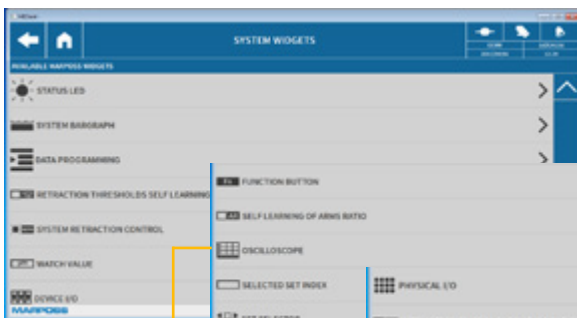 SYSTEM WIDGETS
AVAILABLE MARPOSS WIDGETS
STATUS LED
SYSTEM BARGRAPH
DATA PROGRAMMING
RETRACTION THRESHOLDS SELF LEARNING
SYSTEM RETRACTION CONTROL
WATCH VALUE
DEVICE I/O
MARPOSS
FUNCTION BUTTON
SELF LEARNING OF ARMS RATIO
OSCILLOSCOPE
SELECTED SET INDEX
PHYSICAL I/O